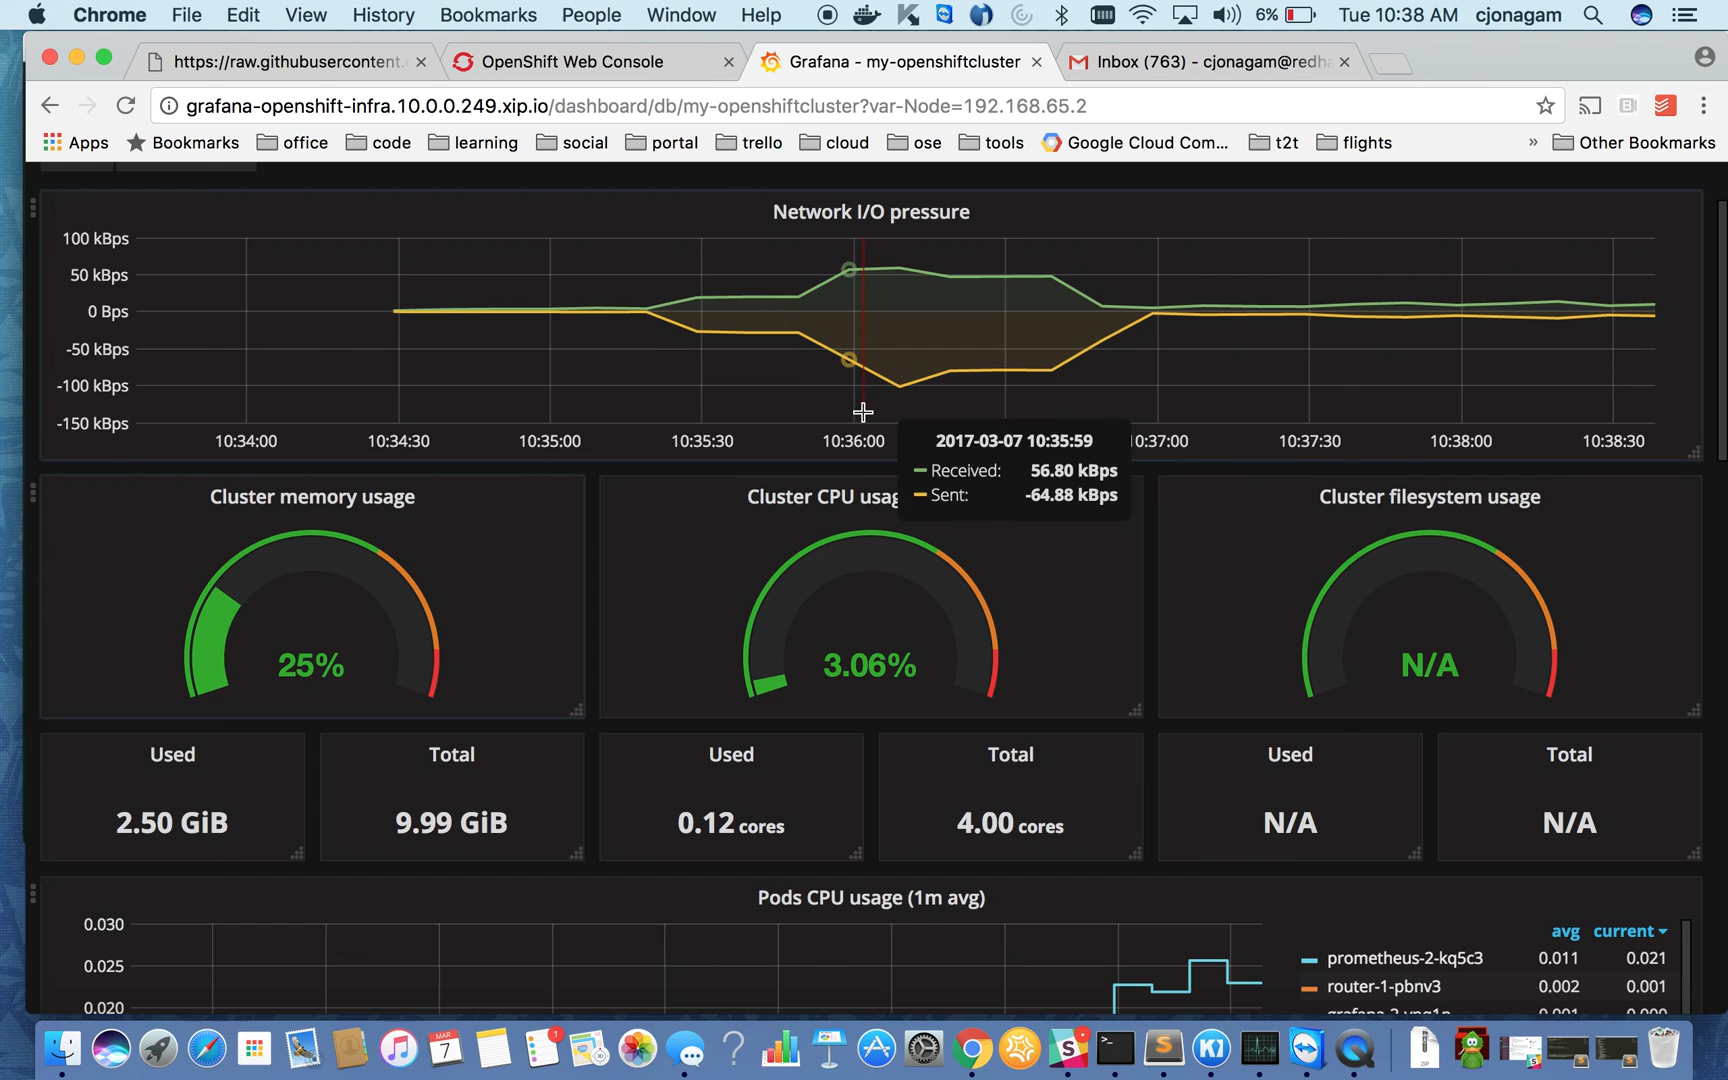 Chrome File Edit View History Bookmarks People Window Help 6% Tue 10:38 AM cjonagam
https://raw.githubusercontent. OpenShift Web Console Grafana - my-openshiftcluster Inbox (763) - cjonagam@redha
grafana-openshift-infra.10.0.0.249.xip.io/dashboard/db/my-openshiftcluster?var-Node=192.168.65.2
Apps Bookmarks office code learning social portal trello cloud ose tools Google Cloud Com... t2t flights » Other Bookmarks
Network I/O pressure
100 kBps
50 kBps
0 Bps
-50 kBps
-100 kBps
-150 kBps
10:34:00 10:34:30 10:35:00 10:35:30 10:36:00 10:37:00 10:37:30 10:38:00 10:38:30
2017-03-07 10:35:59
Received: 56.80 kBps
Sent: -64.88 kBps
Cluster memory usage
25%
Cluster CPU usag
3.06%
Cluster filesystem usage
N/A
Used
2.50 GiB
Total
9.99 GiB
Used
0.12 cores
Total
4.00 cores
Used
N/A
Total
N/A
Pods CPU usage (1m avg)
0.030
0.025
0.020
avg current
prometheus-2-kq5c3 0.011 0.021
router-1-pbnv3 0.002 0.001
MAR
7
1
30
ZIP